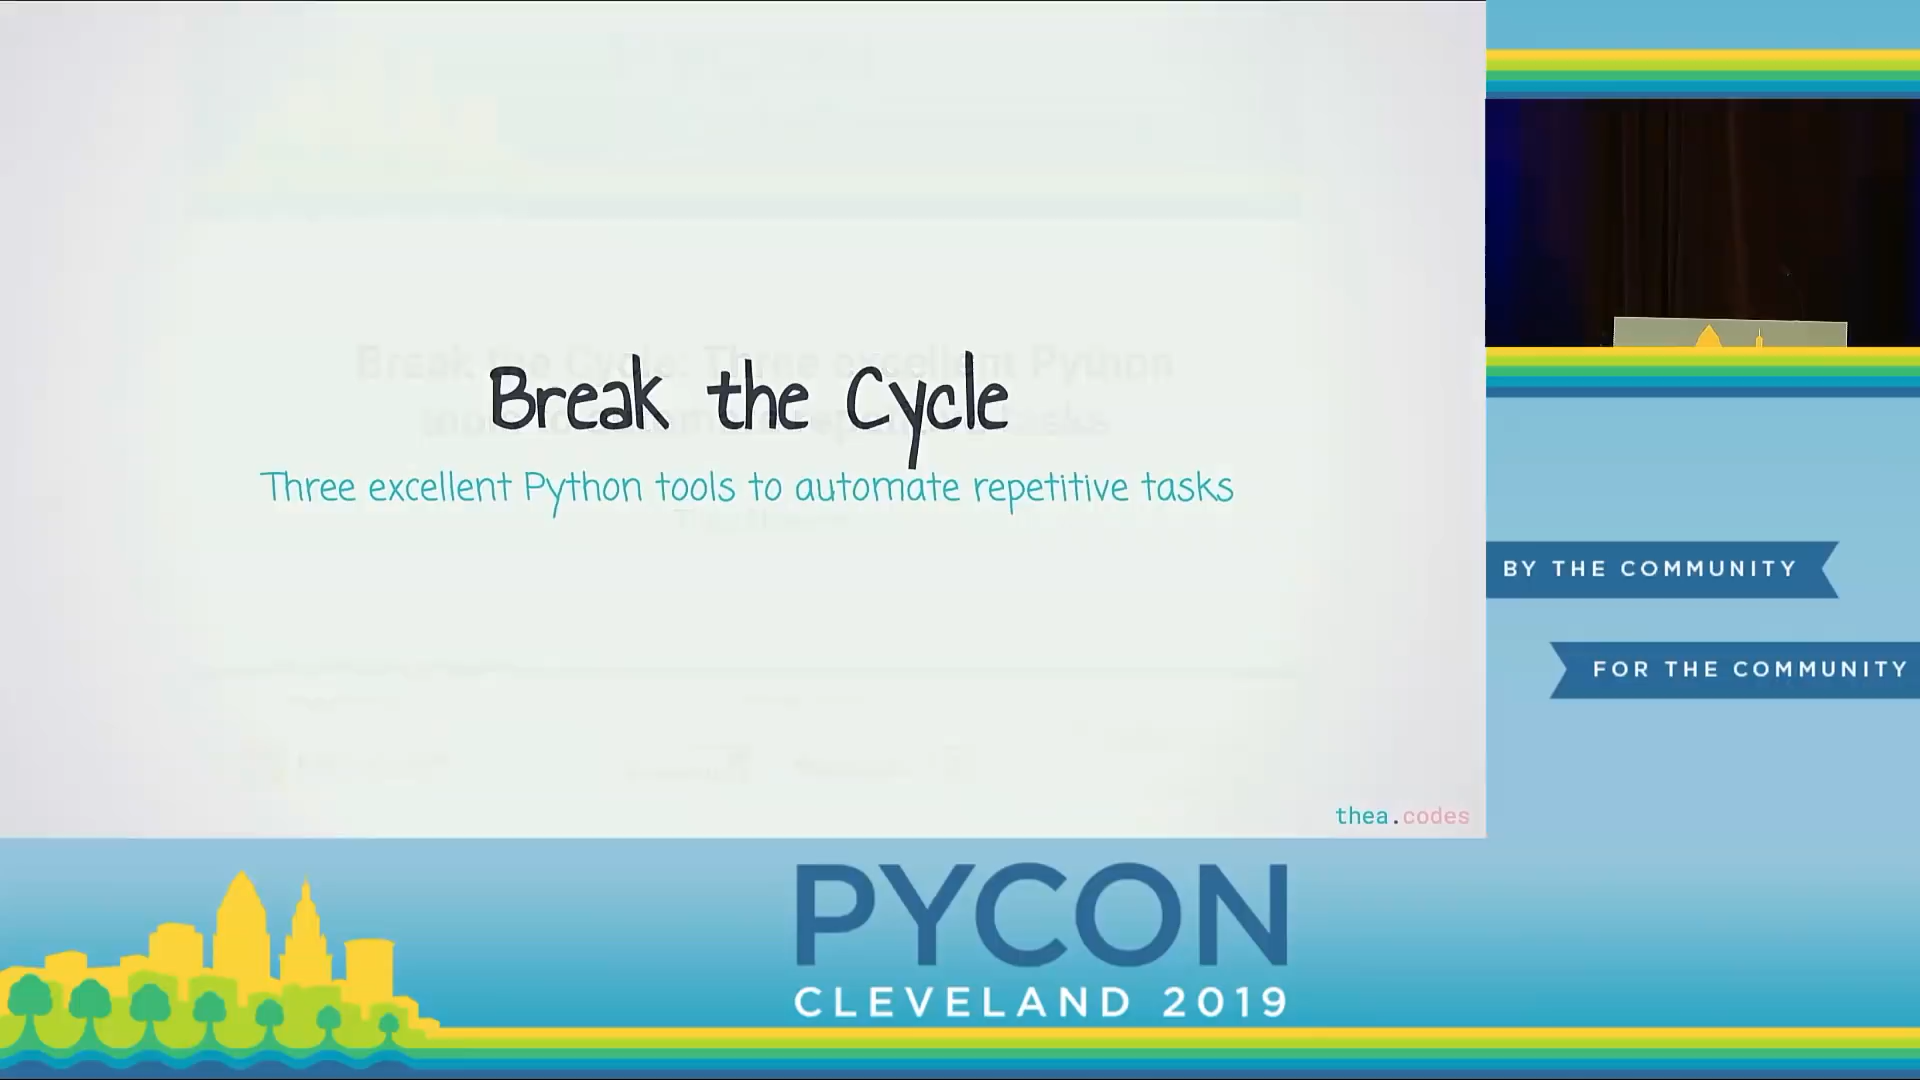 Break the Cycle
Three excellent Python tools to automate repetitive tasks
thea.codes
BY THE COMMUNITY
FOR THE COMMUNITY
PYCON
CLEVELAND 2019